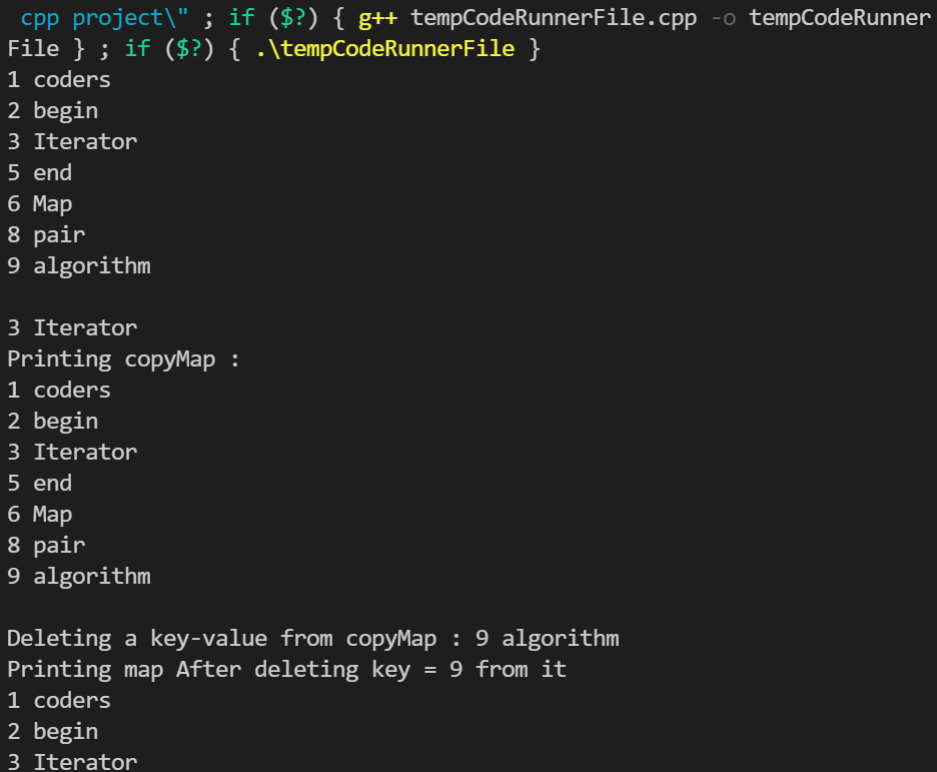 cpp project\" ; if ($?) { g++ tempCodeRunnerFile.cpp -o tempCodeRunner
File } ; if ($?) { .\tempCodeRunnerFile }
1 coders
2 begin
3 Iterator
5 end
6 Map
8 pair
9 algorithm
3 Iterator
Printing copyMap :
1 coders
2 begin
3 Iterator
5 end
6 Map
8 pair
9 algorithm
Deleting a key-value from copyMap : 9 algorithm
Printing map After deleting key = 9 from it
1 coders
2 begin
3 Iterator